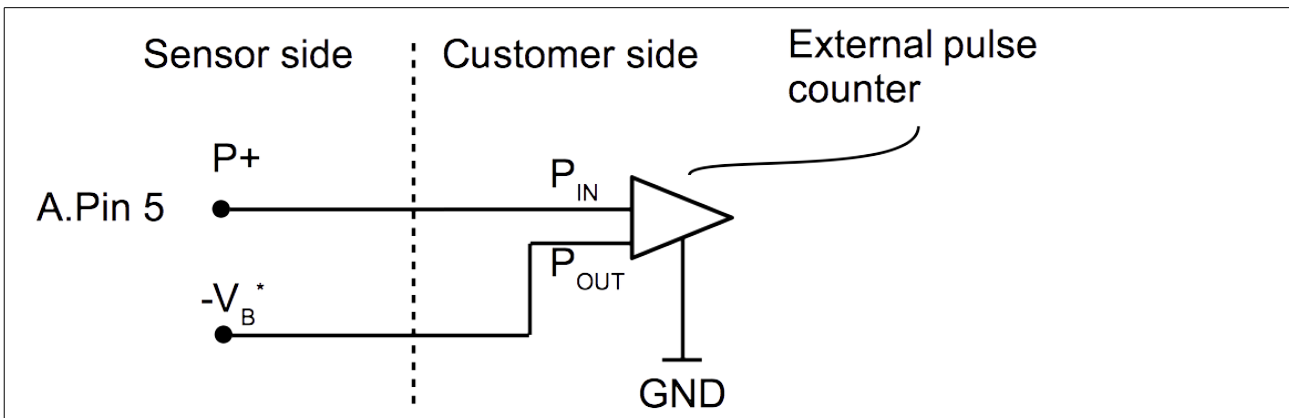 Sensor side
Customer side
External pulse
counter
P+
A.Pin 5
PIN
POUT
-VB*
GND